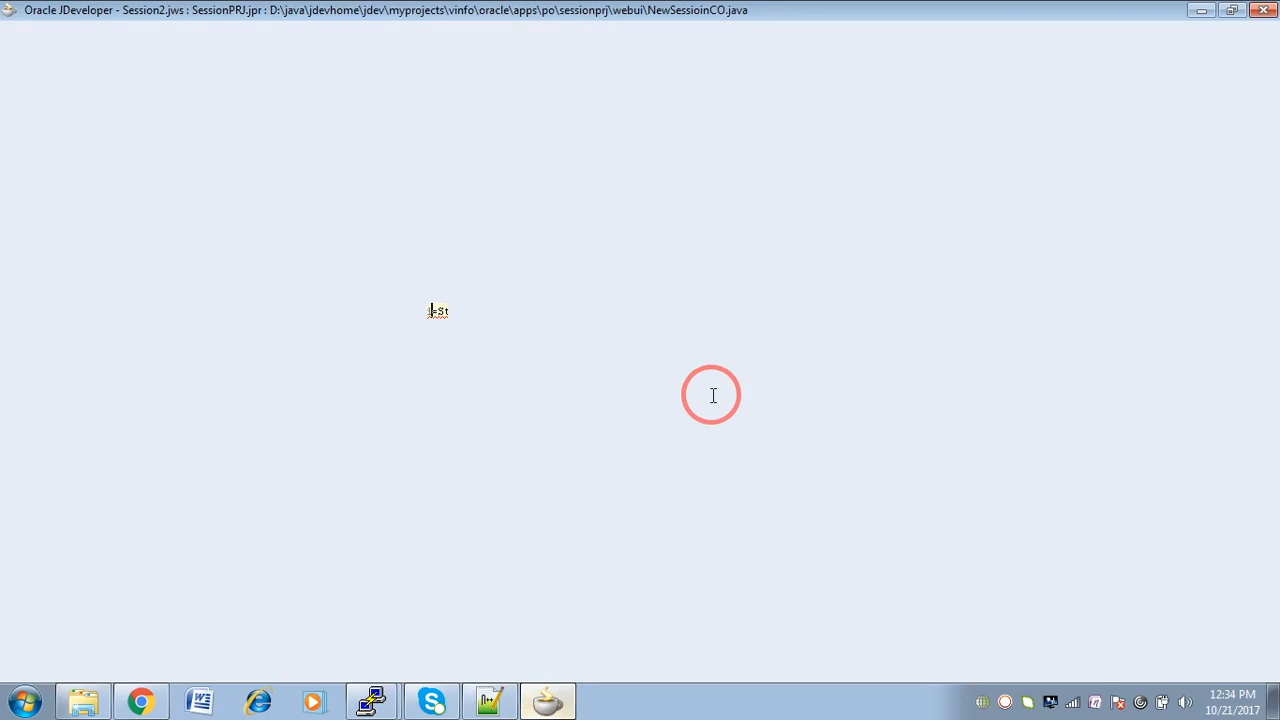 Oracle JDeveloper - Session2.jws : SessionPRJ.jpr : D:\java\jdevhome\jdev\myprojects\vinfo\oracle\apps\po\sessionprj\webui\NewSessioinCO.java
=St
12:34 PM
10/21/2017